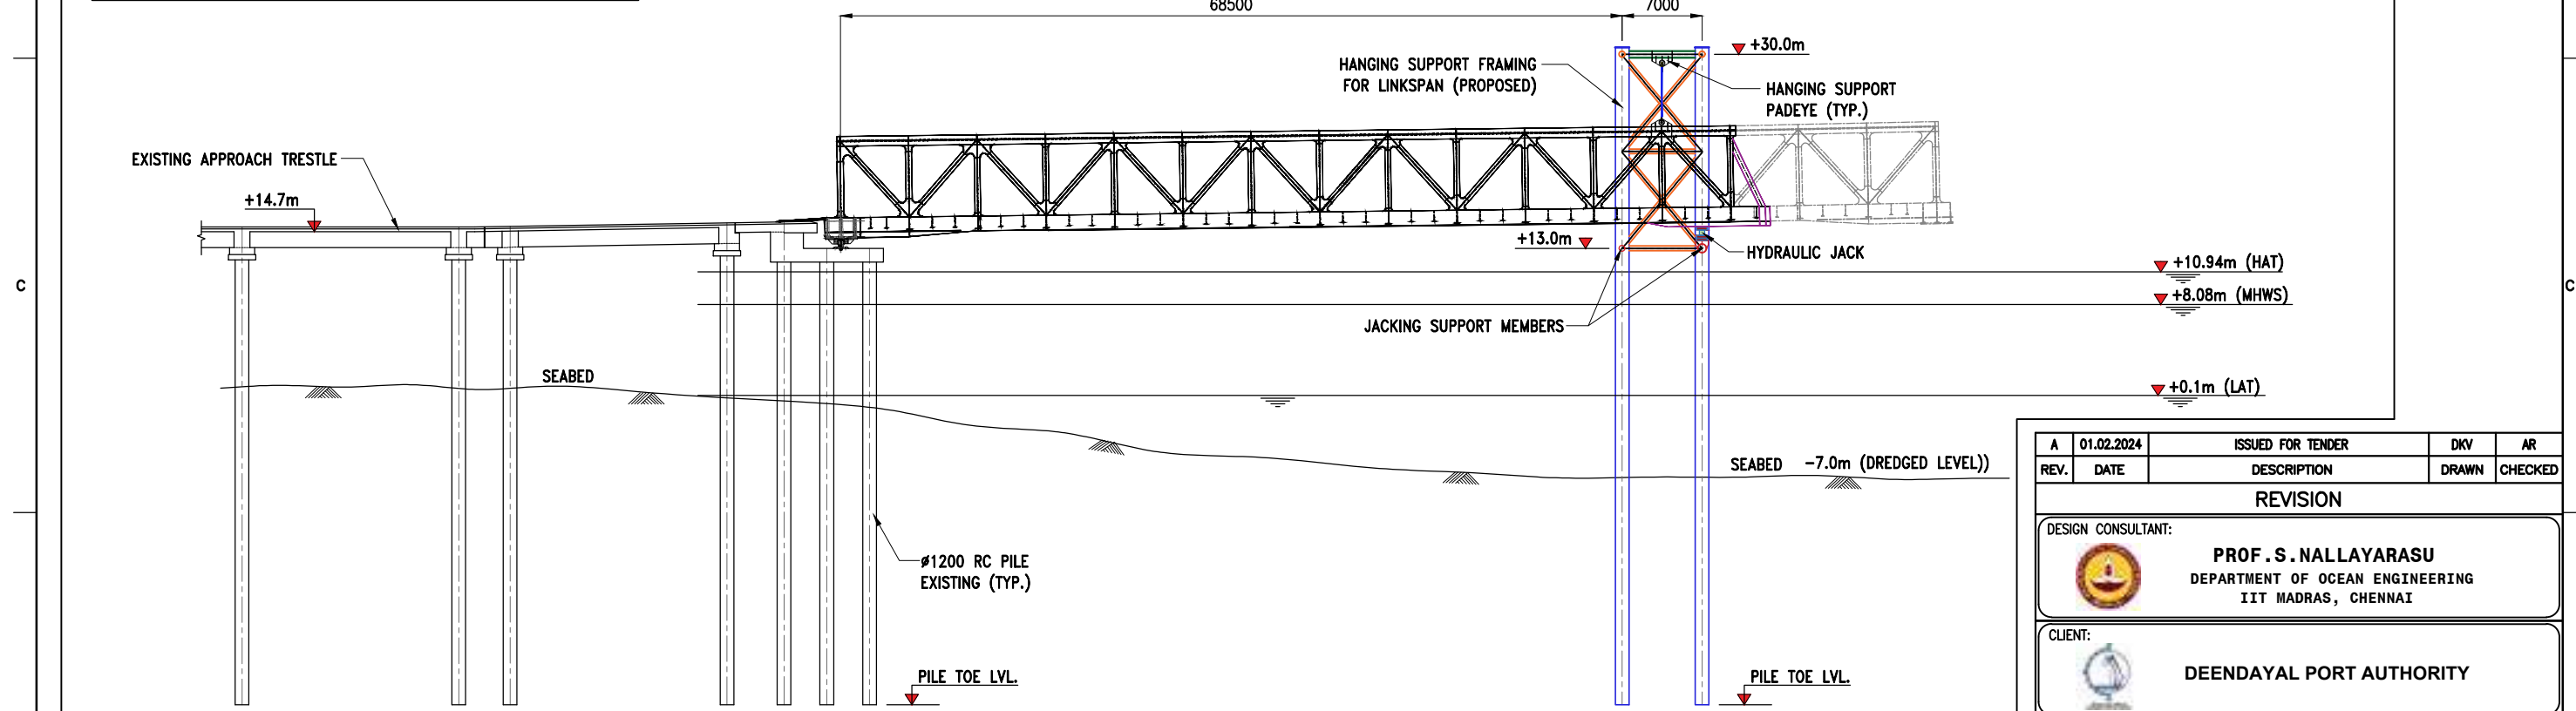 68500
7000
+30.0m
HANGING SUPPORT FRAMING
FOR LINKSPAN (PROPOSED)
HANGING SUPPORT
PADEYE (TYP.)
EXISTING APPROACH TRESTLE
+14.7m
+13.0m
HYDRAULIC JACK
+10.94m (HAT)
C
C
+8.08m (MHWS)
JACKING SUPPORT MEMBERS
SEABED
+0.1m (LAT)
SEABED -7.0m (DREDGED LEVEL))
ø1200 RC PILE
EXISTING (TYP.)
PILE TOE LVL.
PILE TOE LVL.
A 01.02.2024 ISSUED FOR TENDER DKV AR
REV. DATE DESCRIPTION DRAWN CHECKED
REVISION
DESIGN CONSULTANT:
PROF.S.NALLAYARASU
DEPARTMENT OF OCEAN ENGINEERING
IIT MADRAS, CHENNAI
CLIENT:
DEENDAYAL PORT AUTHORITY